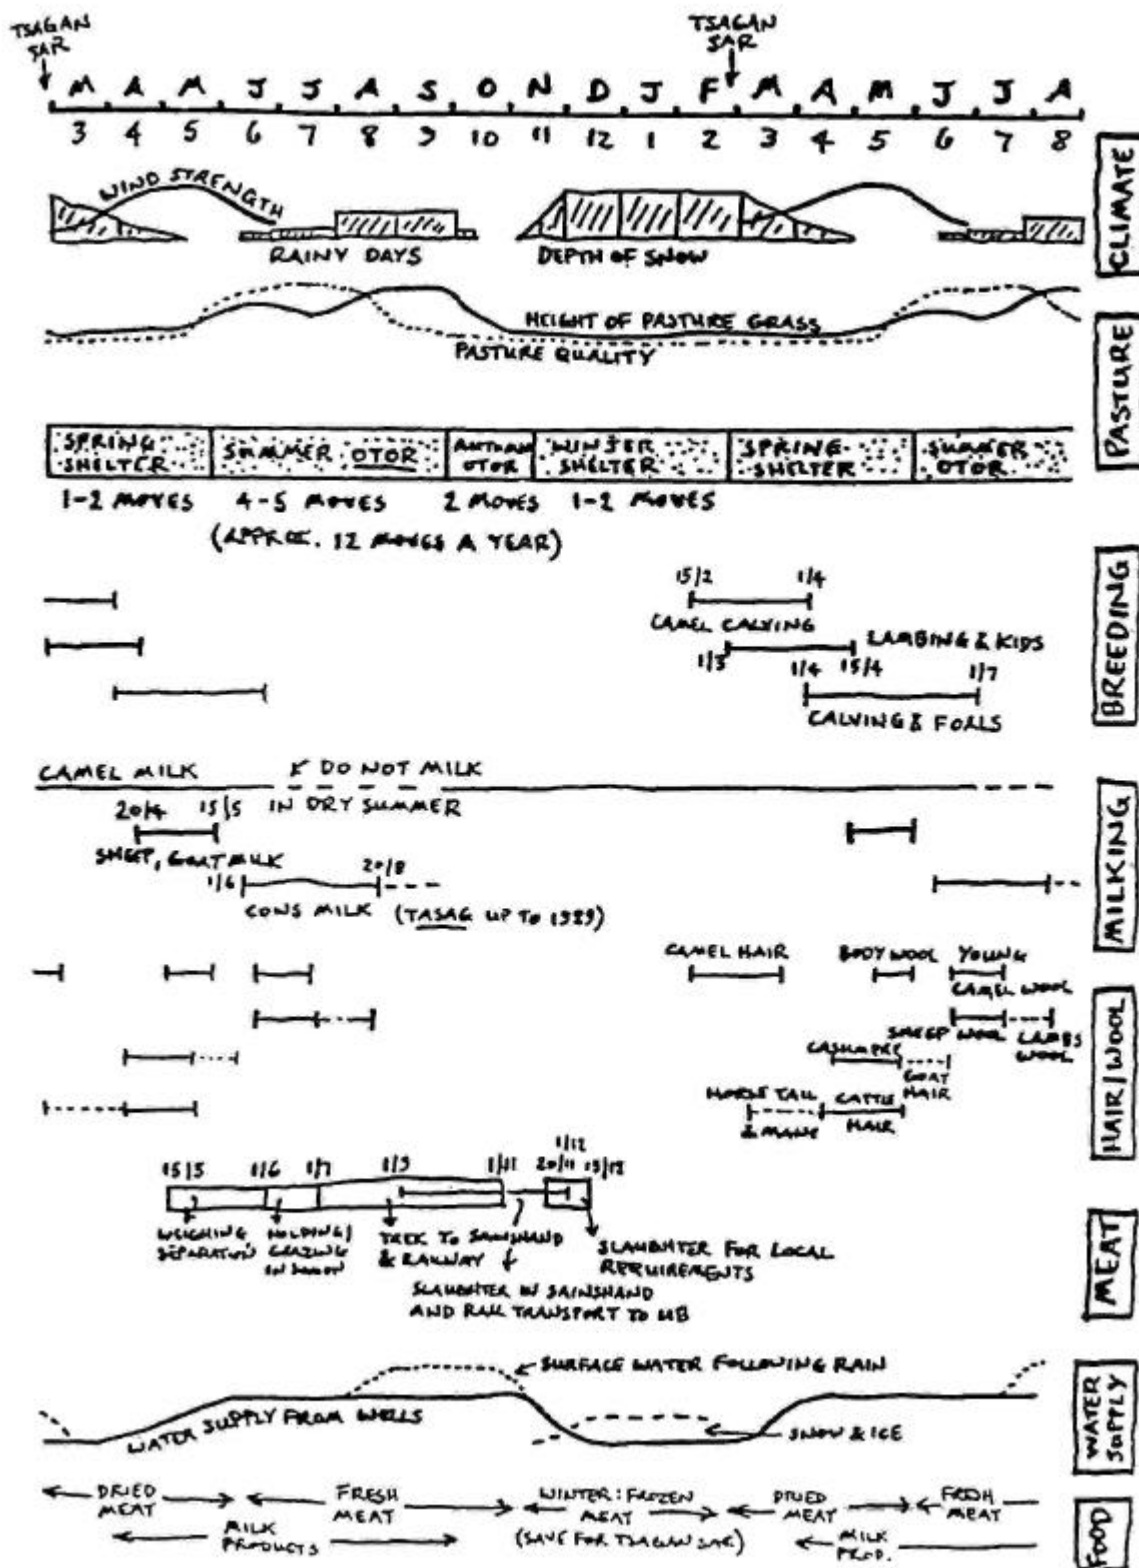 TSAGAN
SAR
TSAGAN
SAR
M A M J J A S O N D J F M A M J J A
3 4 5 6 7 8 9 10 11 12 1 2 3 4 5 6 7 8
CLIMATE
WIND STRENGTH
RAINY DAYS
DEPTH OF SNOW
PASTURE
HEIGHT OF PASTURE GRASS
PASTURE QUALITY
SPRING
SHELTER
SUMMER OTOR
AUTUMN
OTOR
WINTER
SHELTER
SPRING
SHELTER
SUMMER
OTOR
1-2 MOVES 4-5 MOVES 2 MOVES 1-2 MOVES
(APPROX. 12 MOVES A YEAR)
BREEDING
15/2 1/4
CAMEL CALVING
LAMBING & KIDS
1/3 1/4 15/4 1/7
CALVING & FOALS
MILKING
CAMEL MILK
DO NOT MILK
IN DRY SUMMER
20/4 15/5
SHEEP, GOAT MILK
1/6 20/8
COWS MILK (TASAG UP TO 1989)
HAIR/WOOL
CAMEL HAIR
BODY WOOL
YOUNG
CAMEL WOOL
SHEEP WOOL
LAMBS
WOOL
CASHMERE
GOAT
HAIR
HORSE TAIL
& MANE
CATTLE
HAIR
MEAT
15/5 1/6 1/7 1/9 1/11 20/11 1/12 15/12
WEIGHING
SEPARATION
HOLDING/
GRAZING
IN SUMON
TREK TO SAINSHAND
& RAILWAY
SLAUGHTER FOR LOCAL
REQUIREMENTS
SLAUGHTER IN SAINSHAND
AND RAIL TRANSPORT TO UB
WATER
SUPPLY
SURFACE WATER FOLLOWING RAIN
WATER SUPPLY FROM WELLS
SNOW & ICE
FOOD
DRIED
MEAT
FRESH
MEAT
WINTER: FROZEN
MEAT
(SAVE FOR TSAGAN SAR)
DRIED
MEAT
FRESH
MEAT
MILK
PRODUCTS
MILK
PROD.